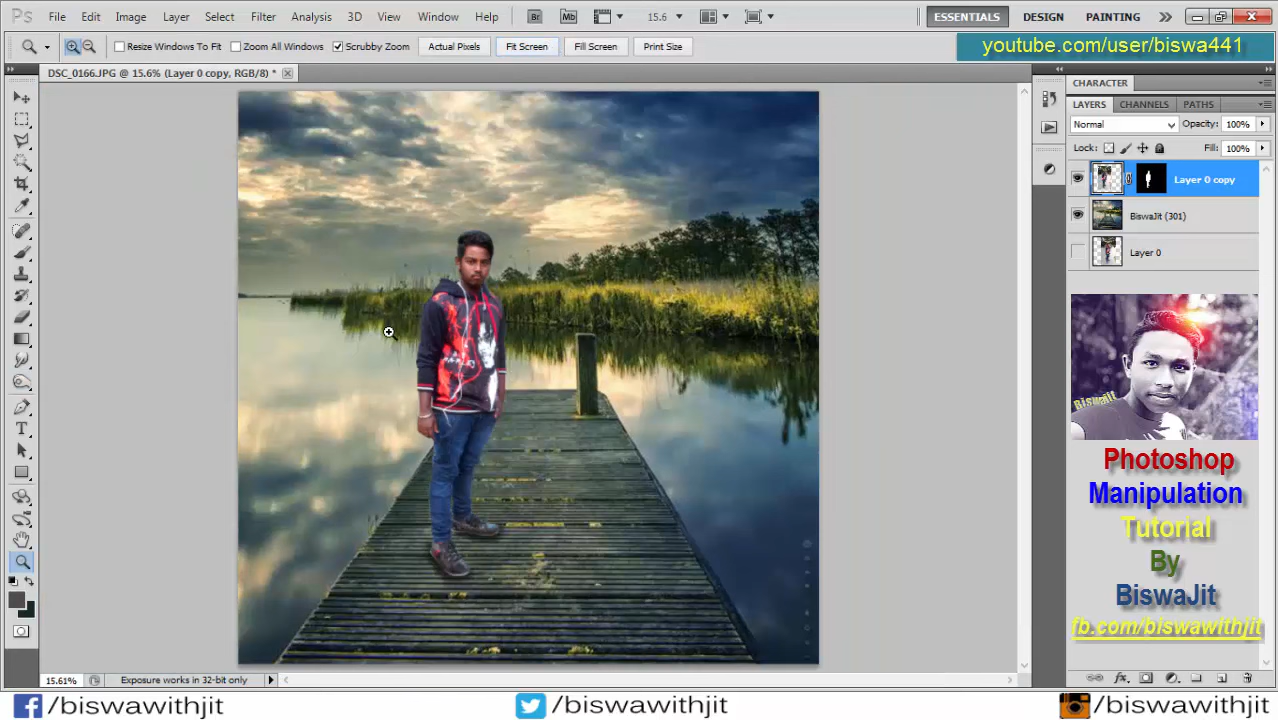 Ps File Edit Image Layer Select Filter Analysis 3D View Window Help Br Mb 15.6 ESSENTIALS DESIGN PAINTING
Resize Windows To Fit Zoom All Windows Scrubby Zoom Actual Pixels Fit Screen Fill Screen Print Size
youtube.com/user/biswa441
DSC_0166.JPG @ 15.6% (Layer 0 copy, RGB/8) *
CHARACTER
LAYERS CHANNELS PATHS
Normal Opacity: 100%
Lock: Fill: 100%
Layer 0 copy
BiswaJit (301)
Layer 0
Biswajit
Photoshop
Manipulation
Tutorial
By
BiswaJit
fb.com/biswawithjit
15.61% Exposure works in 32-bit only
/biswawithjit /biswawithjit /biswawithjit